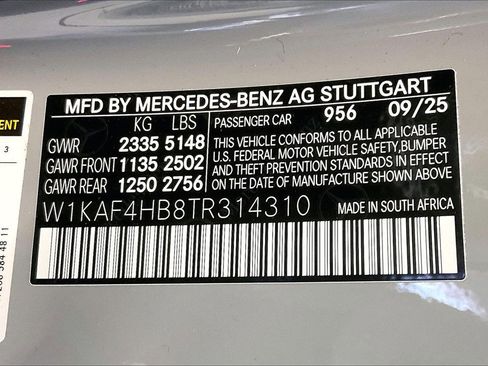 MFD BY MERCEDES-BENZ AG STUTTGART
KG LBS
PASSENGER CAR 956 09/25
GVWR 2335 5148
GAWR FRONT 1135 2502
GAWR REAR 1250 2756
THIS VEHICLE CONFORMS TO ALL APPLICABLE
U.S. FEDERAL MOTOR VEHICLE SAFETY, BUMPER
AND THEFT PREVENTION STANDARDS IN EFFECT
ON THE DATE OF MANUFACTURE SHOWN ABOVE.
W1KAF4HB8TR314310 MADE IN SOUTH AFRICA
3